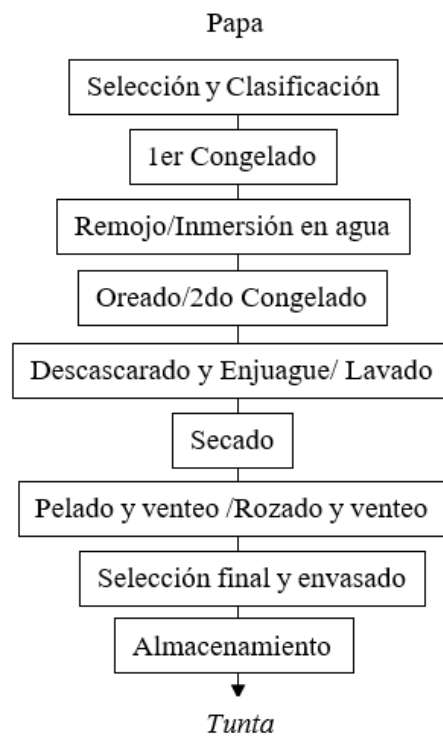 Papa
Selección y Clasificación
1er Congelado
Remojo/Inmersión en agua
Oreado/2do Congelado
Descascarado y Enjuague/ Lavado
Secado
Pelado y venteo /Rozado y venteo
Selección final y envasado
Almacenamiento
Tunta